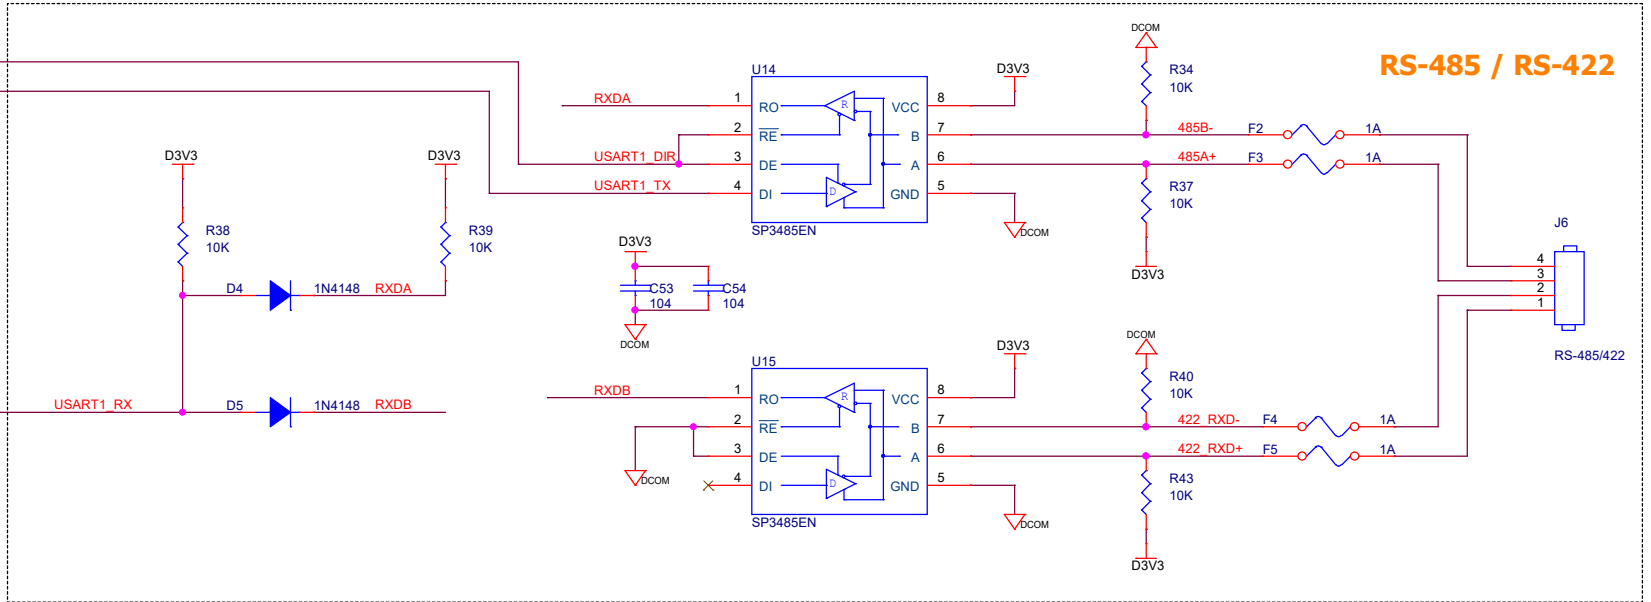 RS-485 / RS-422
DCOM
R34
10K
U14
D3V3
RXDA
1
RO
VCC
8
2
RE
B
7
485B-
F2
1A
USART1_DIR
3
DE
A
6
485A+
F3
1A
USART1_TX
4
DI
GND
5
R
D
SP3485EN
DCOM
R37
10K
D3V3
D3V3
D3V3
R38
10K
R39
10K
D4
1N4148
RXDA
D3V3
C53
104
C54
104
DCOM
J6
4
3
2
1
RS-485/422
DCOM
R40
10K
U15
D3V3
USART1_RX
D5
1N4148
RXDB
RXDB
1
RO
VCC
8
2
RE
B
7
422_RXD-
F4
1A
3
DE
A
6
422_RXD+
F5
1A
DCOM
4
DI
GND
5
R
D
SP3485EN
DCOM
R43
10K
D3V3